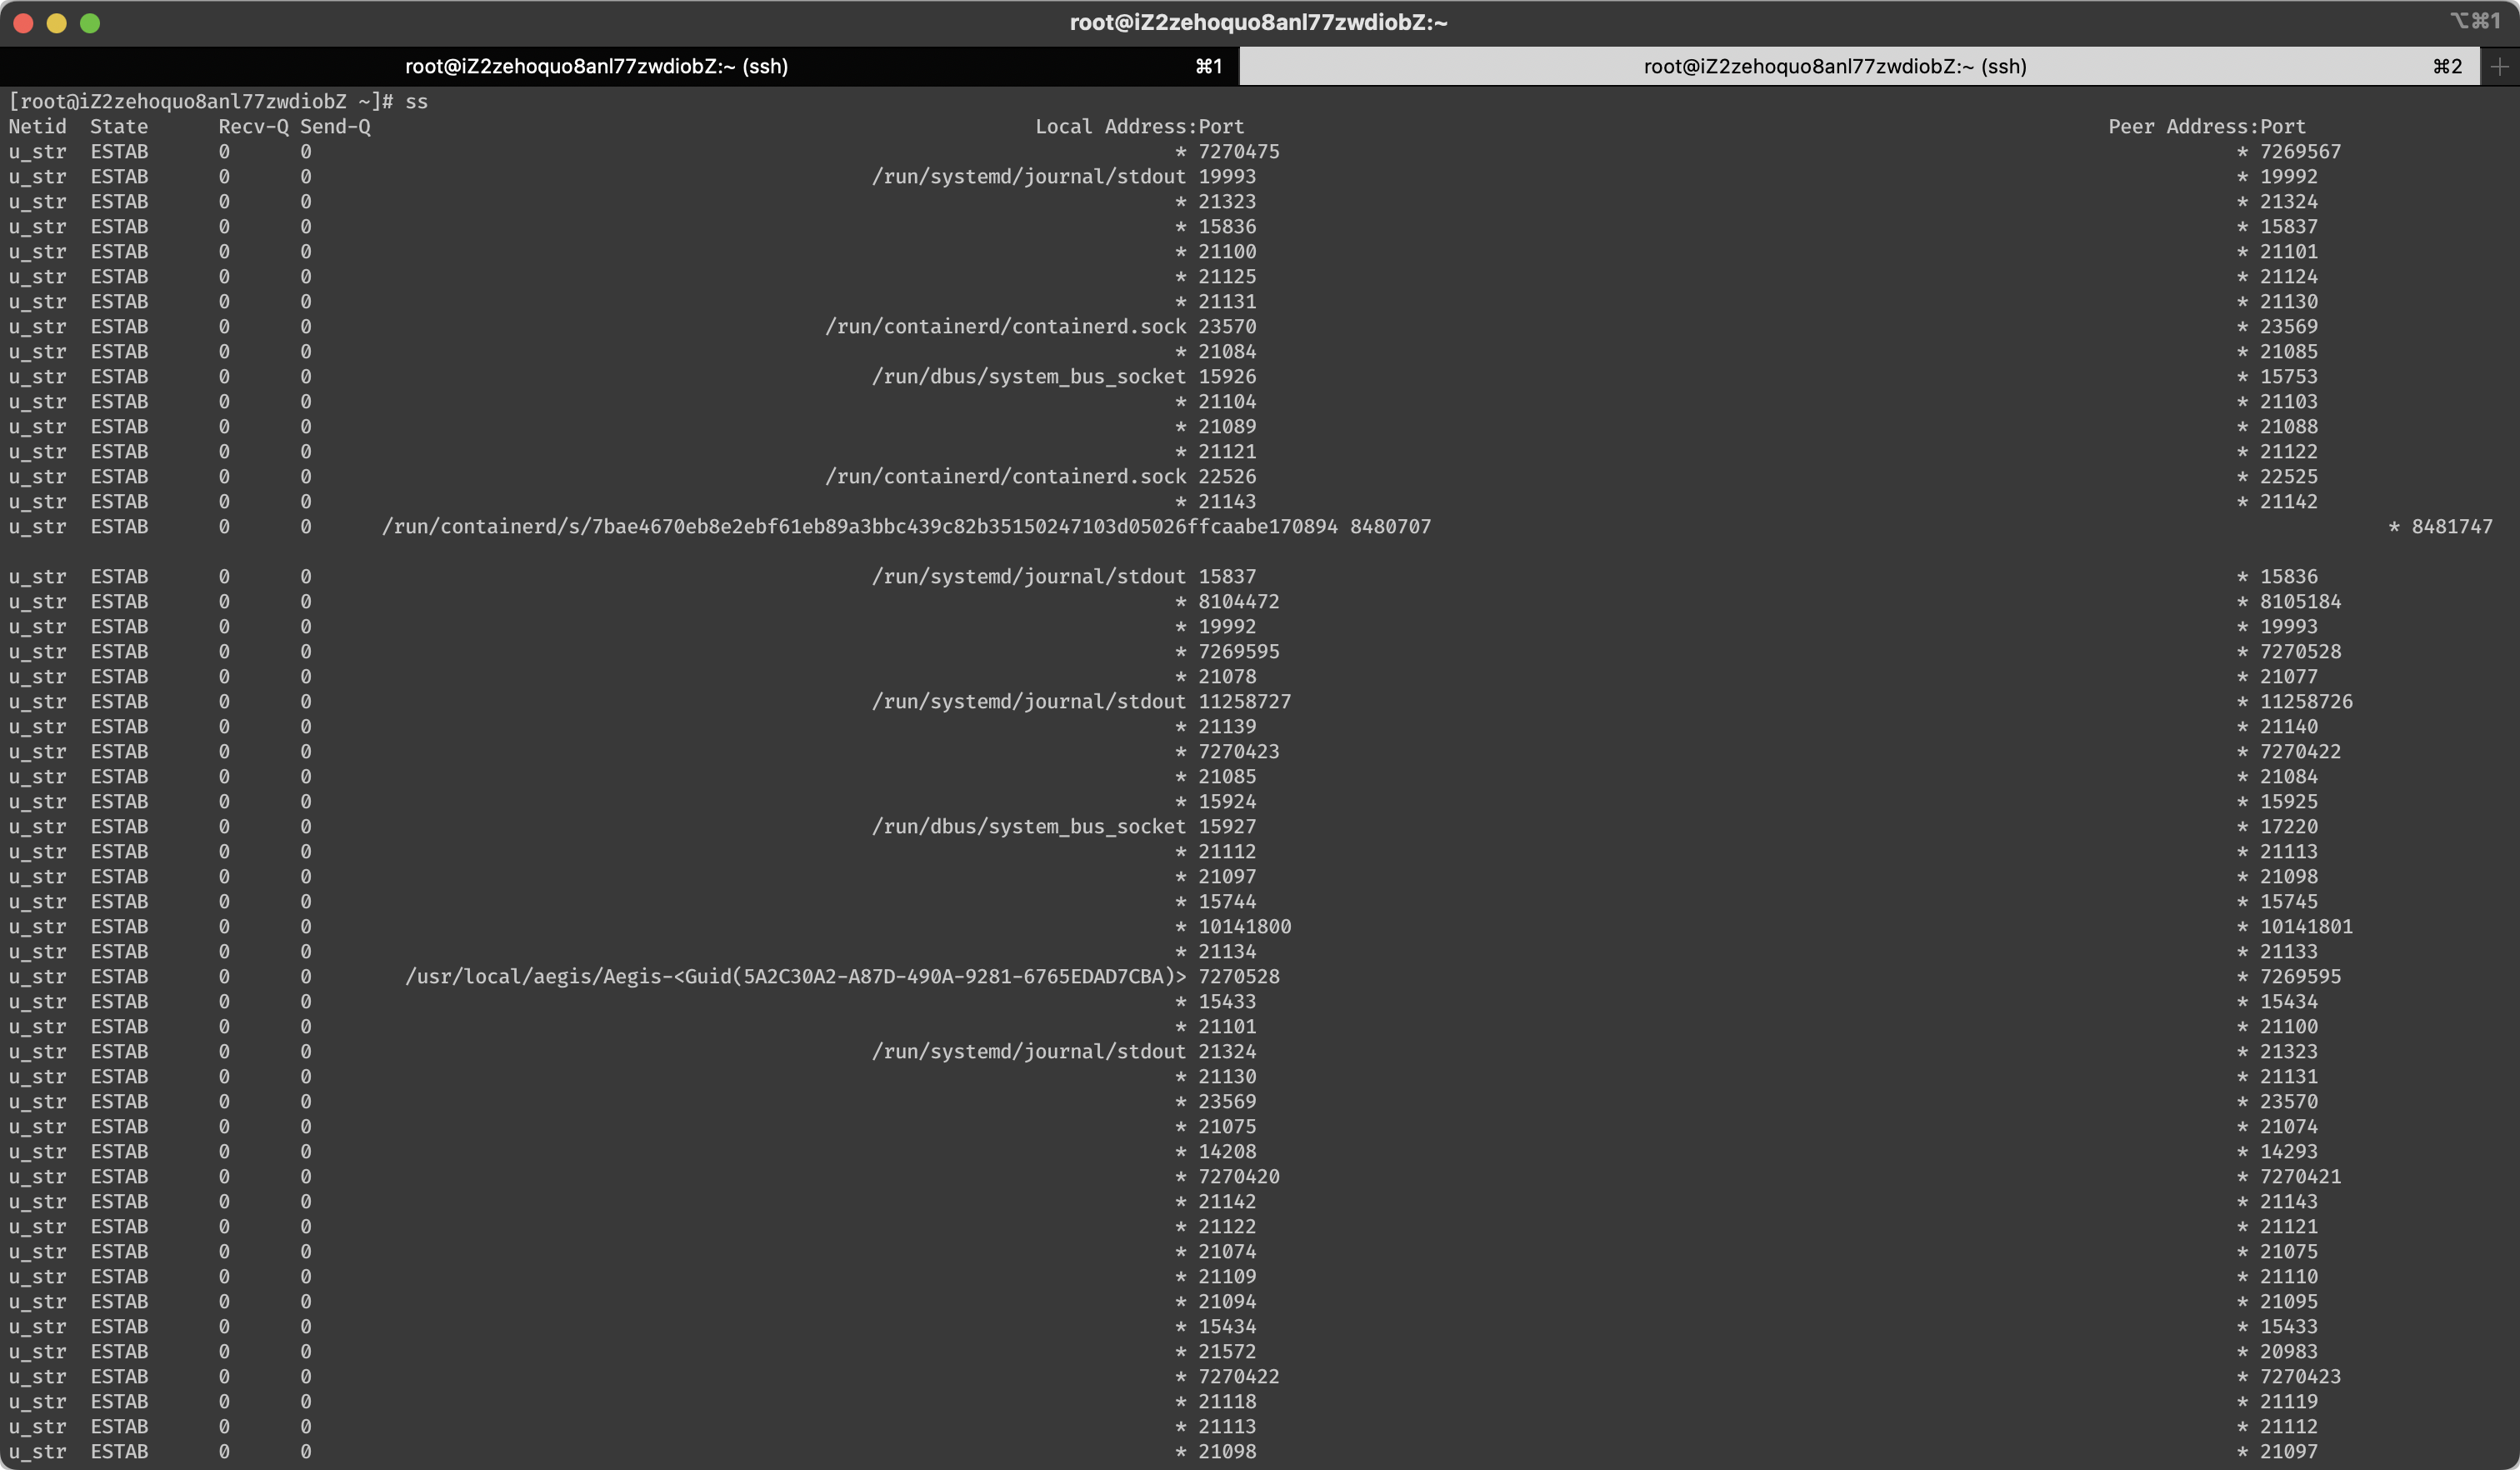 root@iZ2zehoquo8anl77zwdiobZ:~ ⌥⌘1
root@iZ2zehoquo8anl77zwdiobZ:~ (ssh) ⌘1 root@iZ2zehoquo8anl77zwdiobZ:~ (ssh) ⌘2 +
[root@iZ2zehoquo8anl77zwdiobZ ~]# ss
Netid State Recv-Q Send-Q Local Address:Port Peer Address:Port
u_str ESTAB 0 0 * 7270475 * 7269567
u_str ESTAB 0 0 /run/systemd/journal/stdout 19993 * 19992
u_str ESTAB 0 0 * 21323 * 21324
u_str ESTAB 0 0 * 15836 * 15837
u_str ESTAB 0 0 * 21100 * 21101
u_str ESTAB 0 0 * 21125 * 21124
u_str ESTAB 0 0 * 21131 * 21130
u_str ESTAB 0 0 /run/containerd/containerd.sock 23570 * 23569
u_str ESTAB 0 0 * 21084 * 21085
u_str ESTAB 0 0 /run/dbus/system_bus_socket 15926 * 15753
u_str ESTAB 0 0 * 21104 * 21103
u_str ESTAB 0 0 * 21089 * 21088
u_str ESTAB 0 0 * 21121 * 21122
u_str ESTAB 0 0 /run/containerd/containerd.sock 22526 * 22525
u_str ESTAB 0 0 * 21143 * 21142
u_str ESTAB 0 0 /run/containerd/s/7bae4670eb8e2ebf61eb89a3bbc439c82b35150247103d05026ffcaabe170894 8480707 * 8481747
u_str ESTAB 0 0 /run/systemd/journal/stdout 15837 * 15836
u_str ESTAB 0 0 * 8104472 * 8105184
u_str ESTAB 0 0 * 19992 * 19993
u_str ESTAB 0 0 * 7269595 * 7270528
u_str ESTAB 0 0 * 21078 * 21077
u_str ESTAB 0 0 /run/systemd/journal/stdout 11258727 * 11258726
u_str ESTAB 0 0 * 21139 * 21140
u_str ESTAB 0 0 * 7270423 * 7270422
u_str ESTAB 0 0 * 21085 * 21084
u_str ESTAB 0 0 * 15924 * 15925
u_str ESTAB 0 0 /run/dbus/system_bus_socket 15927 * 17220
u_str ESTAB 0 0 * 21112 * 21113
u_str ESTAB 0 0 * 21097 * 21098
u_str ESTAB 0 0 * 15744 * 15745
u_str ESTAB 0 0 * 10141800 * 10141801
u_str ESTAB 0 0 * 21134 * 21133
u_str ESTAB 0 0 /usr/local/aegis/Aegis-<Guid(5A2C30A2-A87D-490A-9281-6765EDAD7CBA)> 7270528 * 7269595
u_str ESTAB 0 0 * 15433 * 15434
u_str ESTAB 0 0 * 21101 * 21100
u_str ESTAB 0 0 /run/systemd/journal/stdout 21324 * 21323
u_str ESTAB 0 0 * 21130 * 21131
u_str ESTAB 0 0 * 23569 * 23570
u_str ESTAB 0 0 * 21075 * 21074
u_str ESTAB 0 0 * 14208 * 14293
u_str ESTAB 0 0 * 7270420 * 7270421
u_str ESTAB 0 0 * 21142 * 21143
u_str ESTAB 0 0 * 21122 * 21121
u_str ESTAB 0 0 * 21074 * 21075
u_str ESTAB 0 0 * 21109 * 21110
u_str ESTAB 0 0 * 21094 * 21095
u_str ESTAB 0 0 * 15434 * 15433
u_str ESTAB 0 0 * 21572 * 20983
u_str ESTAB 0 0 * 7270422 * 7270423
u_str ESTAB 0 0 * 21118 * 21119
u_str ESTAB 0 0 * 21113 * 21112
u_str ESTAB 0 0 * 21098 * 21097